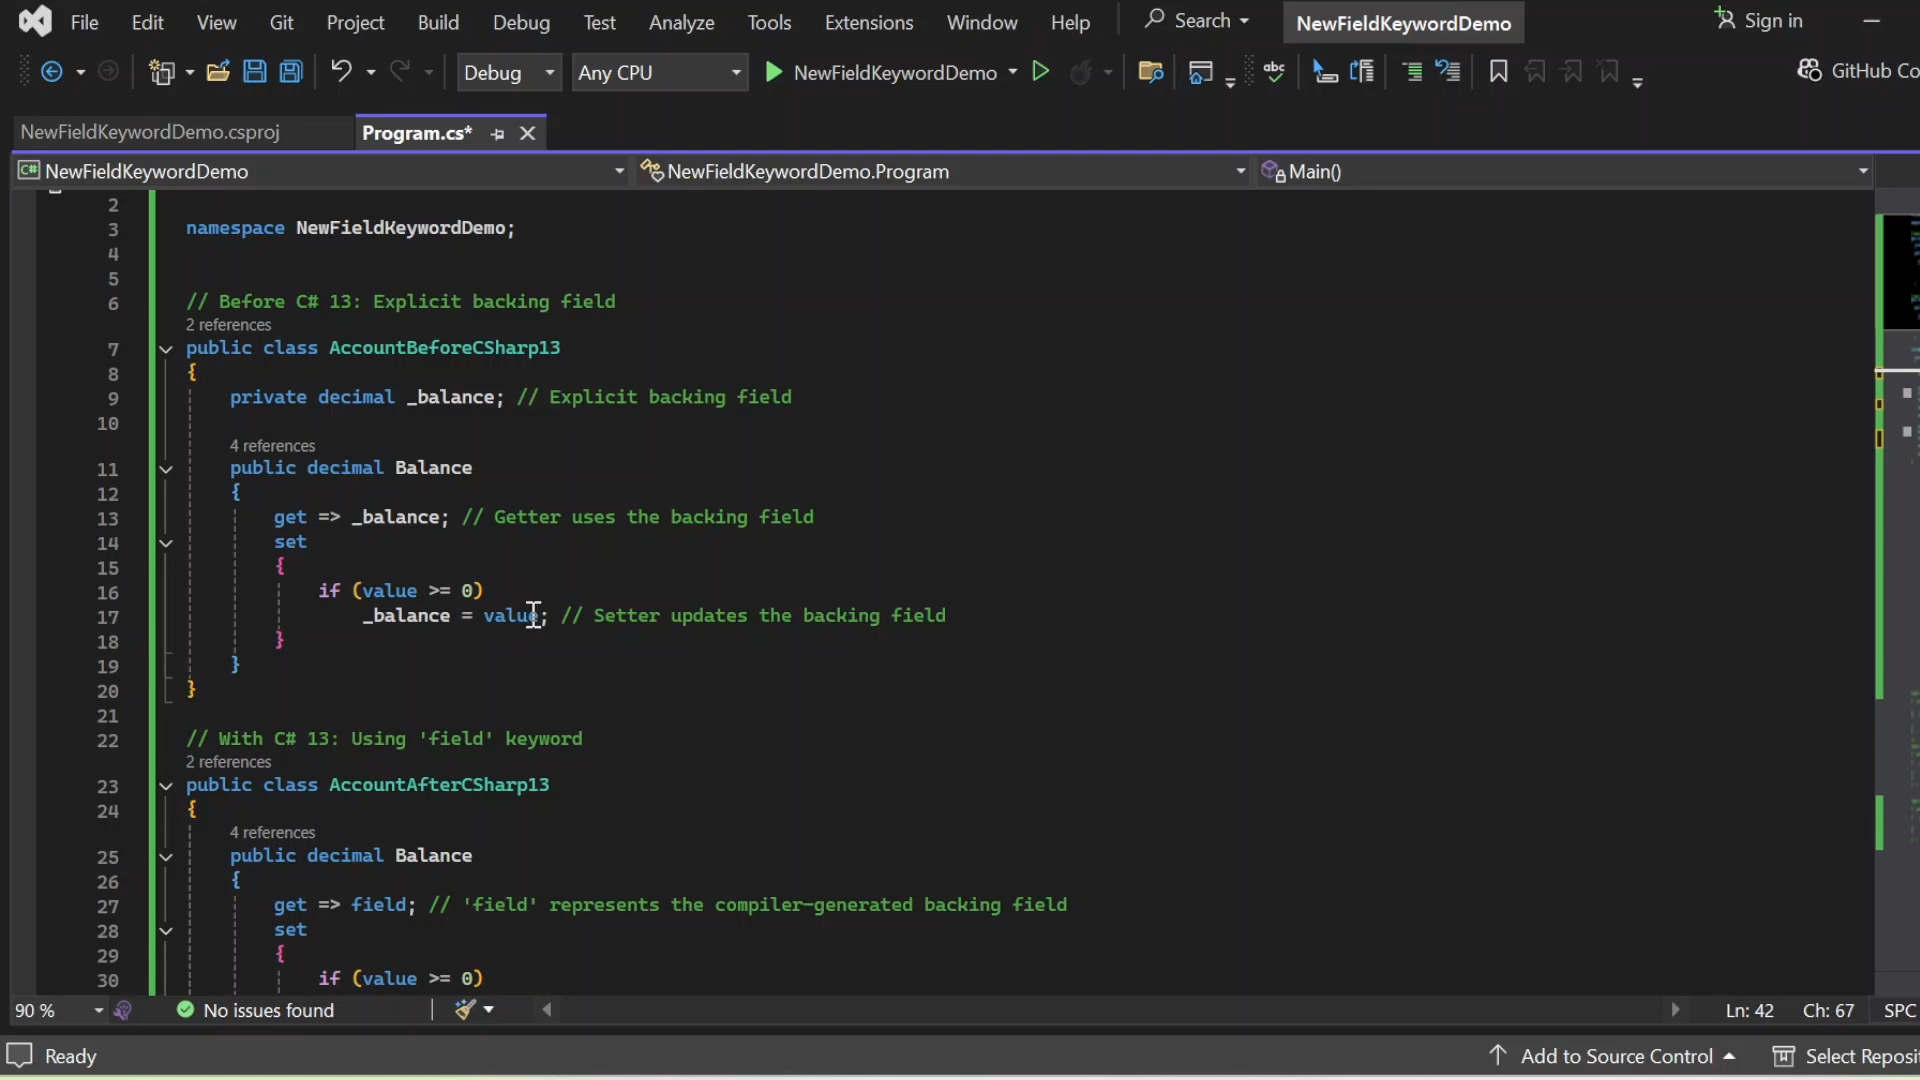 File Edit View Git Project Build Debug Test Analyze Tools Extensions Window Help Search NewFieldKeywordDemo Sign in
Debug Any CPU NewFieldKeywordDemo abc GitHub Co
NewFieldKeywordDemo.csproj Program.cs*
C# NewFieldKeywordDemo NewFieldKeywordDemo.Program Main()
2
3 namespace NewFieldKeywordDemo;
4
5
6 // Before C# 13: Explicit backing field
2 references
7 public class AccountBeforeCSharp13
8 {
9 private decimal _balance; // Explicit backing field
10
4 references
11 public decimal Balance
12 {
13 get => _balance; // Getter uses the backing field
14 set
15 {
16 if (value >= 0)
17 _balance = value; // Setter updates the backing field
18 }
19 }
20 }
21
22 // With C# 13: Using 'field' keyword
2 references
23 public class AccountAfterCSharp13
24 {
4 references
25 public decimal Balance
26 {
27 get => field; // 'field' represents the compiler-generated backing field
28 set
29 {
30 if (value >= 0)
90 % No issues found Ln: 42 Ch: 67 SPC
Ready Add to Source Control Select Reposit